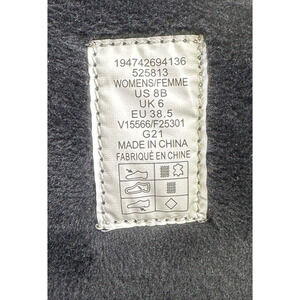 194742694136
525813
WOMENS/FEMME
US 8B
UK 6
EU 38.5
V15566/F25301
G21
MADE IN CHINA
FABRIQUÉ EN CHINE